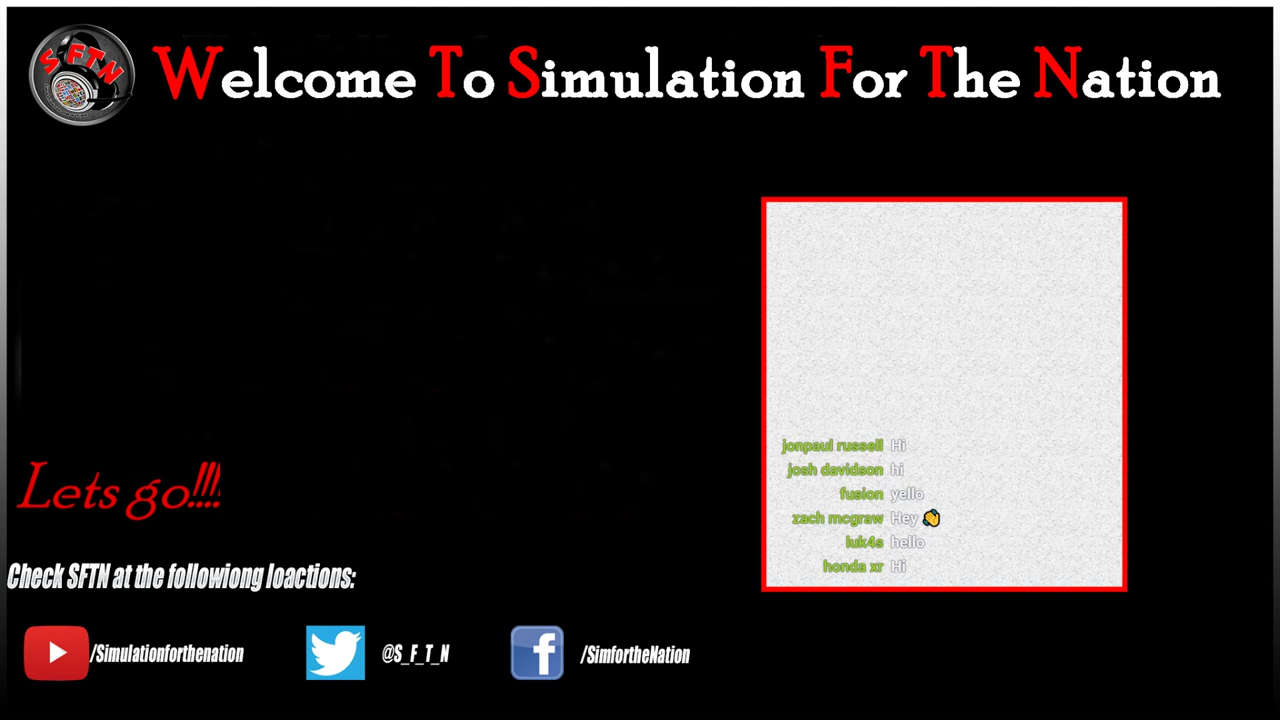 SFTN
Welcome To Simulation For The Nation
jonpaul russell Hi
josh davidson hi
fusion yello
zach mcgraw Hey 👋
luk4s hello
honda xr Hi
Lets go!!!!
Check SFTN at the followiong loactions:
/Simulationforthenation
@S_F_T_N
/SimfortheNation